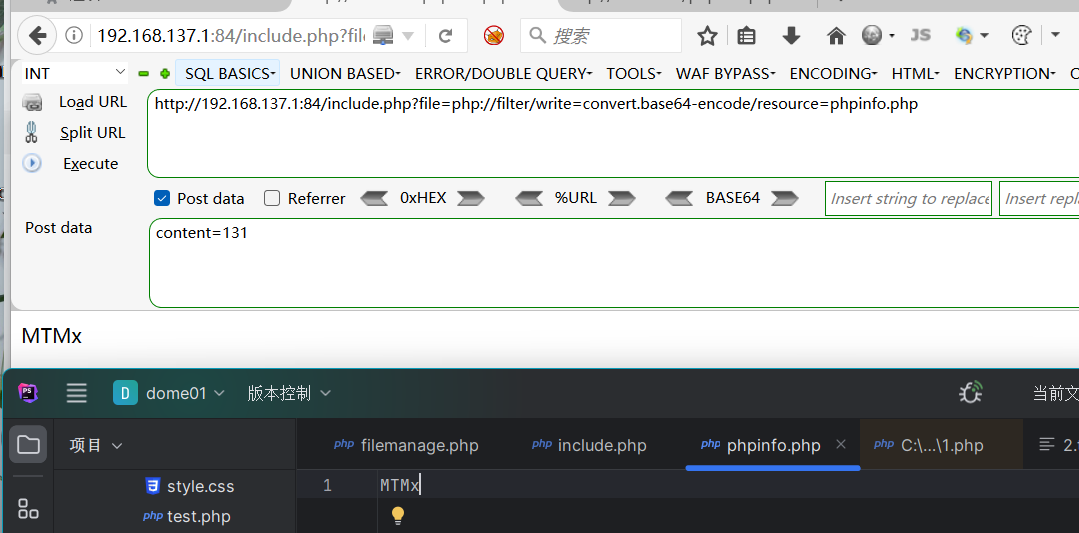 192.168.137.1:84/include.php?fil
搜索
JS
INT
SQL BASICS
UNION BASED
ERROR/DOUBLE QUERY
TOOLS
WAF BYPASS
ENCODING
HTML
ENCRYPTION
Load URL
http://192.168.137.1:84/include.php?file=php://filter/write=convert.base64-encode/resource=phpinfo.php
Split URL
Execute
Post data
Referrer
0xHEX
%URL
BASE64
Insert string to replace
Insert repla
Post data
content=131
MTMx
PS
D
dome01
版本控制
当前文
项目
php filemanage.php
php include.php
php phpinfo.php
php C:\...\1.php
2.
style.css
php test.php
1
MTMx